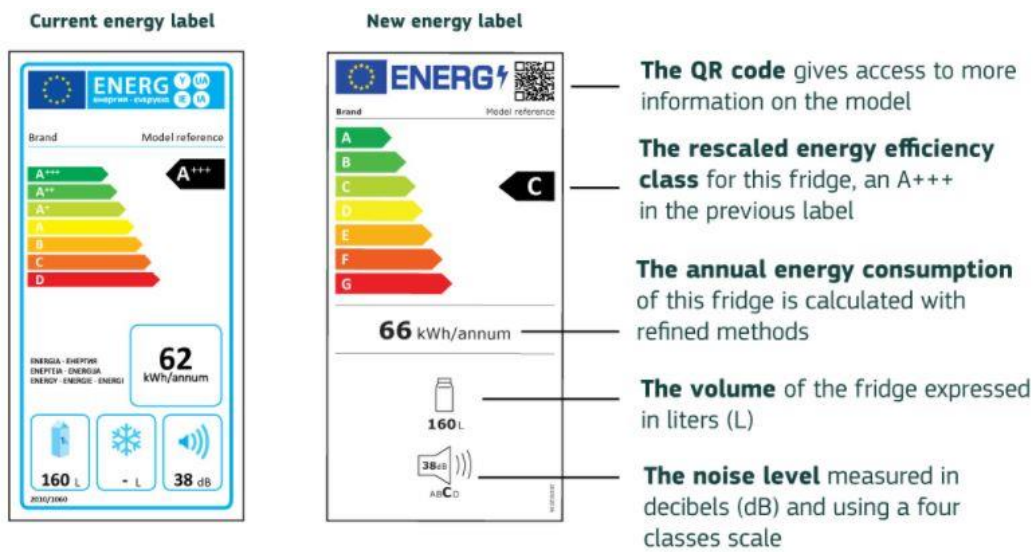 Current energy label
New energy label
ENERG Y UA
енергия · ενεργεια IE IA
Brand Model reference
A+++
A++
A+
A
B
C
D
A+++
ENERGIA · ЕНЕРГИЯ
ΕΝΕΡΓΕΙΑ · ENERGIJA
ENERGY · ENERGIE · ENERGI
62
kWh/annum
160 L
- L
38 dB
2010/1060
ENERG
Brand Model reference
A
B
C
D
E
F
G
C
66 kWh/annum
160 L
38dB
ABCD
The QR code gives access to more
information on the model
The rescaled energy efficiency
class for this fridge, an A+++
in the previous label
The annual energy consumption
of this fridge is calculated with
refined methods
The volume of the fridge expressed
in liters (L)
The noise level measured in
decibels (dB) and using a four
classes scale